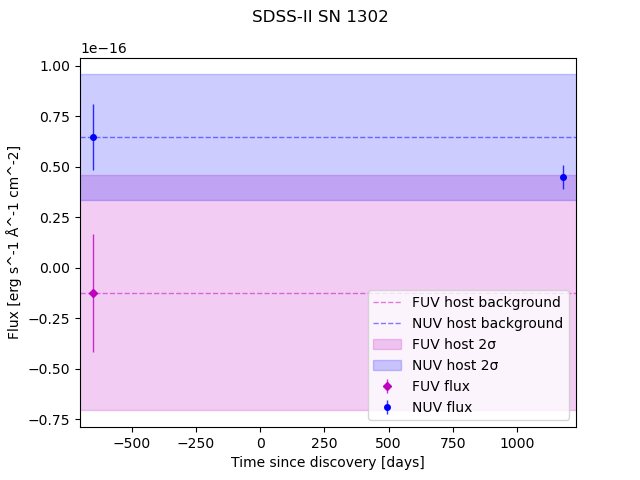 SDSS-II SN 1302
1e−16
1.00
0.75
0.50
0.25
0.00
−0.25
−0.50
−0.75
Flux [erg s^-1 Å^-1 cm^-2]
FUV host background
NUV host background
FUV host 2σ
NUV host 2σ
FUV flux
NUV flux
−500 −250 0 250 500 750 1000
Time since discovery [days]